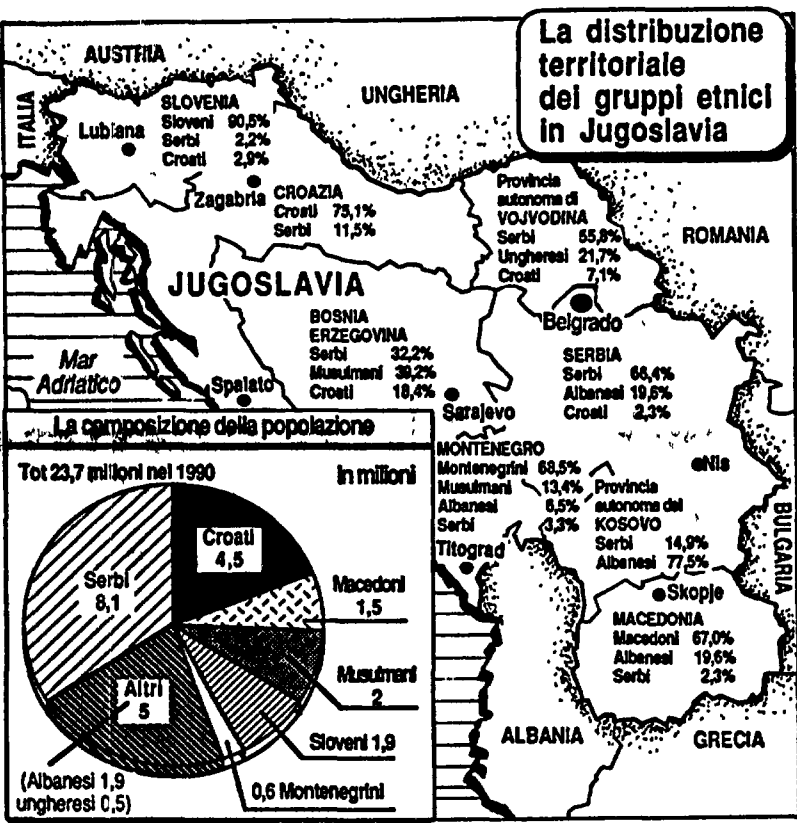 La distribuzione
territoriale
dei gruppi etnici
in Jugoslavia
AUSTRIA
ITALIA
UNGHERIA
ROMANIA
BULGARIA
GRECIA
ALBANIA
Mar
Adriatico
JUGOSLAVIA
SLOVENIA
Sloveni 90,5%
Serbi 2,2%
Croati 2,9%
Lubiana
Zagabria
CROAZIA
Croati 75,1%
Serbi 11,5%
Provincia
autonoma di
VOJVODINA
Serbi 55,8%
Ungheresi 21,7%
Croati 7,1%
Belgrado
BOSNIA
ERZEGOVINA
Serbi 32,2%
Musulmani 39,2%
Croati 18,4%
Spalato
Sarajevo
SERBIA
Serbi 66,4%
Albanesi 19,6%
Croati 2,3%
Nis
MONTENEGRO
Montenegrini 68,5%
Musulmani 13,4%
Albanesi 6,5%
Serbi 3,3%
Titograd
Provincia
autonoma del
KOSOVO
Serbi 14,9%
Albanesi 77,5%
Skopje
MACEDONIA
Macedoni 67,0%
Albanesi 19,6%
Serbi 2,3%
La composizione della popolazione
Tot 23,7 milioni nel 1990
in milioni
Croati
4,5
Macedoni
1,5
Musulmani
2
Sloveni 1,9
0,6 Montenegrini
Altri
5
(Albanesi 1,9
ungheresi 0,5)
Serbi
8,1